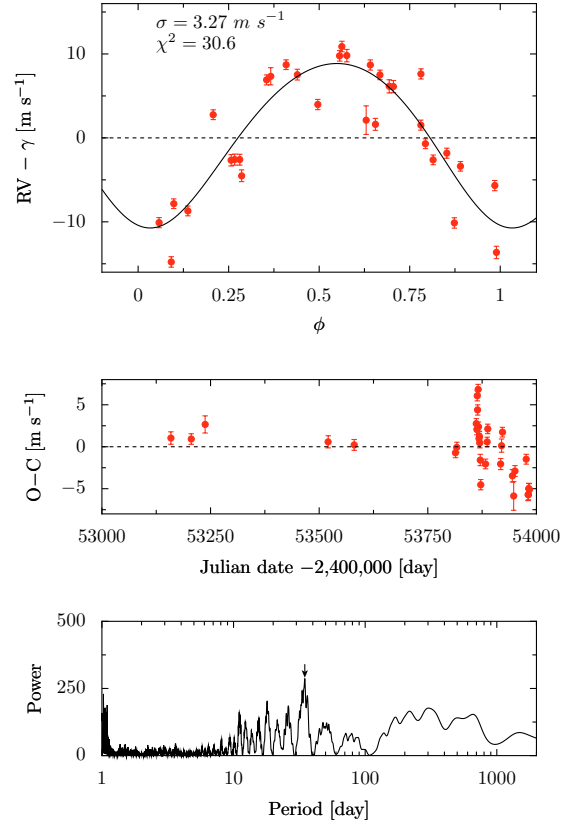 σ = 3.27 m s⁻¹
χ² = 30.6
RV − γ [m s⁻¹]
10
0
−10
0 0.25 0.5 0.75 1
ϕ
O−C [m s⁻¹]
5
0
−5
53000 53250 53500 53750 54000
Julian date −2,400,000 [day]
Power
500
250
0
1 10 100 1000
Period [day]